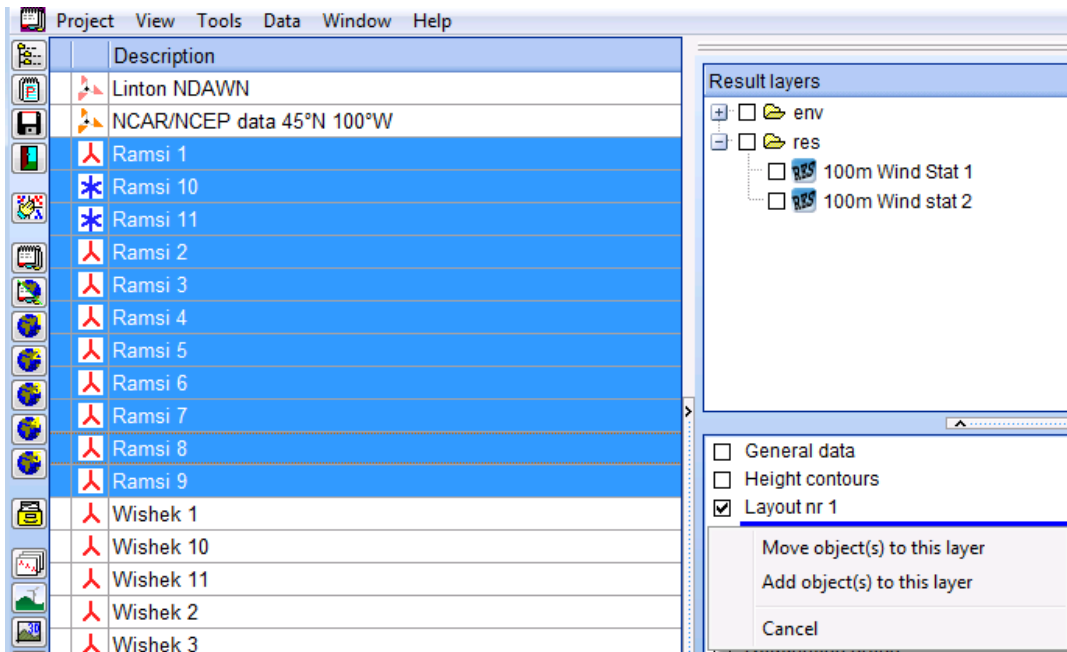 Project View Tools Data Window Help
Description
Linton NDAWN
NCAR/NCEP data 45°N 100°W
Ramsi 1
Ramsi 10
Ramsi 11
Ramsi 2
Ramsi 3
Ramsi 4
Ramsi 5
Ramsi 6
Ramsi 7
Ramsi 8
Ramsi 9
Wishek 1
Wishek 10
Wishek 11
Wishek 2
Wishek 3
Result layers
env
res
RES 100m Wind Stat 1
RES 100m Wind stat 2
General data
Height contours
Layout nr 1
Move object(s) to this layer
Add object(s) to this layer
Cancel